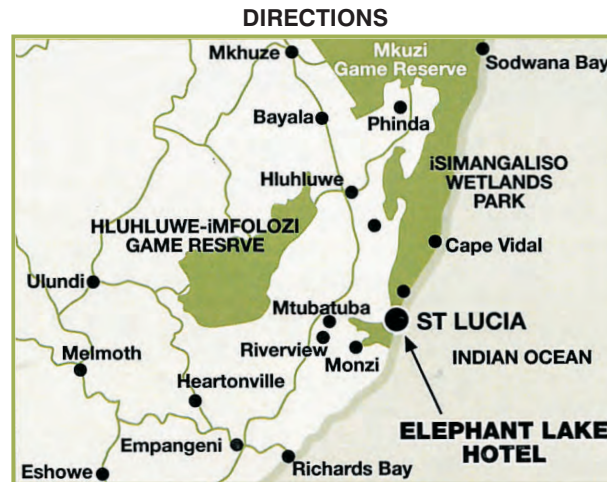 DIRECTIONS
Mkhuze
Mkuzi
Game Reserve
Sodwana Bay
Bayala
Phinda
Hluhluwe
iSIMANGALISO
WETLANDS
PARK
HLUHLUWE-iMFOLOZI
GAME RESRVE
Cape Vidal
Ulundi
Mtubatuba
ST LUCIA
Riverview
Monzi
INDIAN OCEAN
Melmoth
Heartonville
ELEPHANT LAKE
HOTEL
Empangeni
Eshowe
Richards Bay